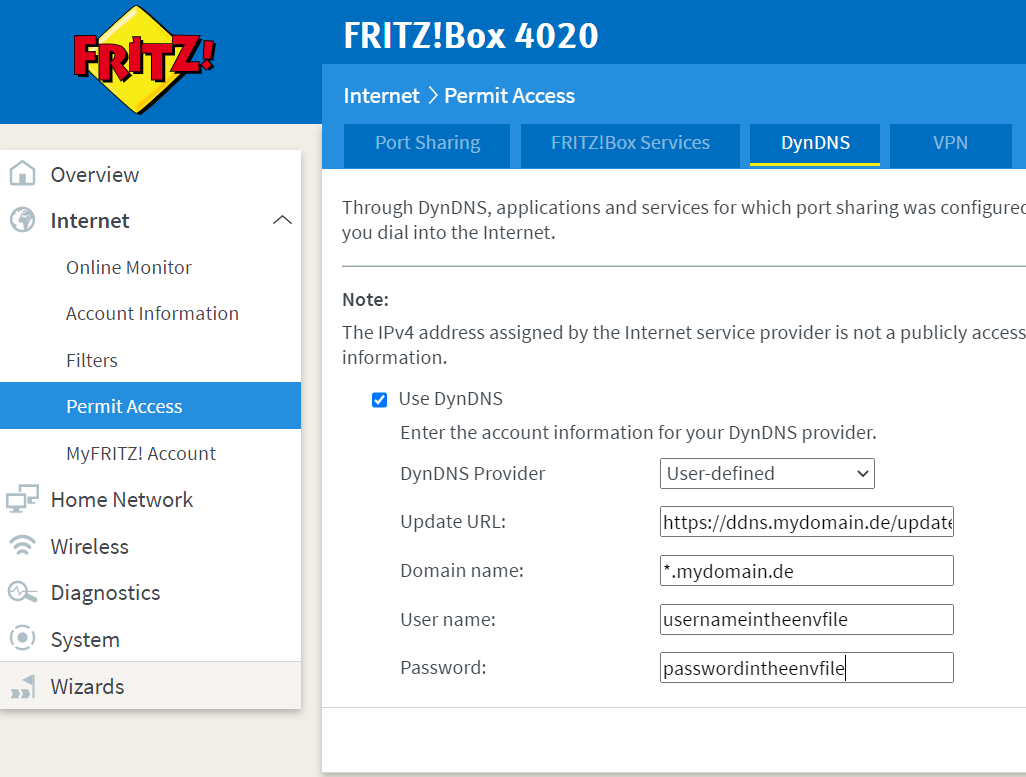 FRITZ!
FRITZ!Box 4020
Internet > Permit Access
Port Sharing
FRITZ!Box Services
DynDNS
VPN
Overview
Internet
Online Monitor
Account Information
Filters
Permit Access
MyFRITZ! Account
Home Network
Wireless
Diagnostics
System
Wizards
Through DynDNS, applications and services for which port sharing was configured
you dial into the Internet.
Note:
The IPv4 address assigned by the Internet service provider is not a publicly access
information.
Use DynDNS
Enter the account information for your DynDNS provider.
DynDNS Provider
User-defined
Update URL:
https://ddns.mydomain.de/update
Domain name:
*.mydomain.de
User name:
usernameintheenvfile
Password:
passwordintheenvfile